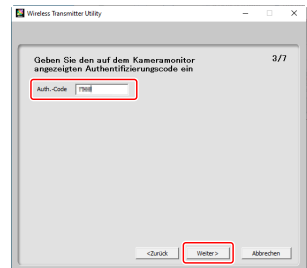 Wireless Transmitter Utility
Geben Sie den auf dem Kameramonitor 3/7
angezeigten Authentifizierungscode ein
Auth.-Code
<Zurück Weiter> Abbrechen